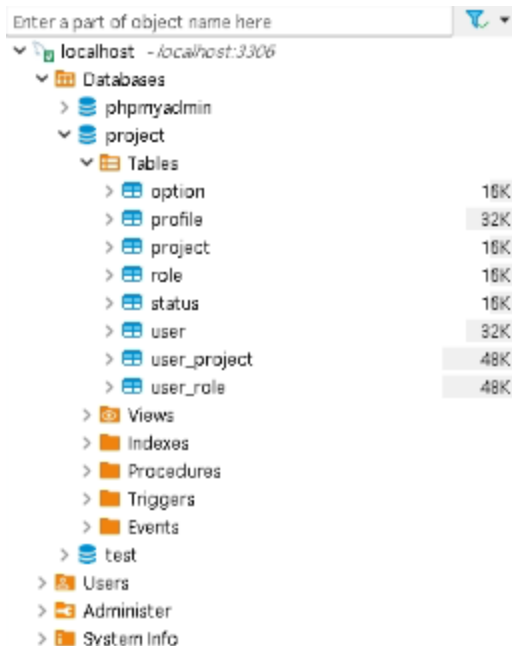 Enter a part of object name here
localhost - localhost:3306
Databases
phpmyadmin
project
Tables
option 16K
profile 32K
project 16K
role 16K
status 16K
user 32K
user_project 48K
user_role 48K
Views
Indexes
Procedures
Triggers
Events
test
Users
Administer
System Info